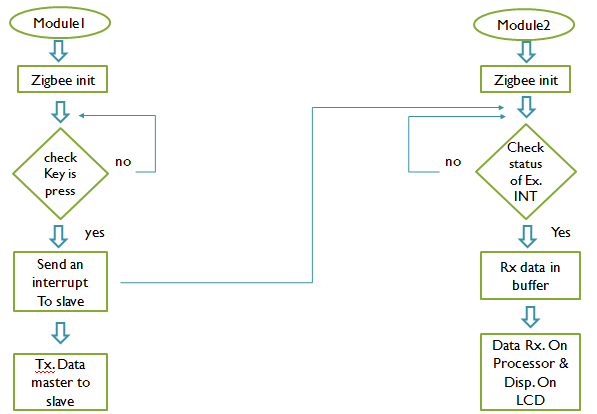 Module1
Zigbee init
check
Key is
press
no
yes
Send an
interrupt
To slave
Tx. Data
master to
slave
Module2
Zigbee init
Check
status
of Ex.
INT
no
Yes
Rx data in
buffer
Data Rx. On
Processor &
Disp. On
LCD